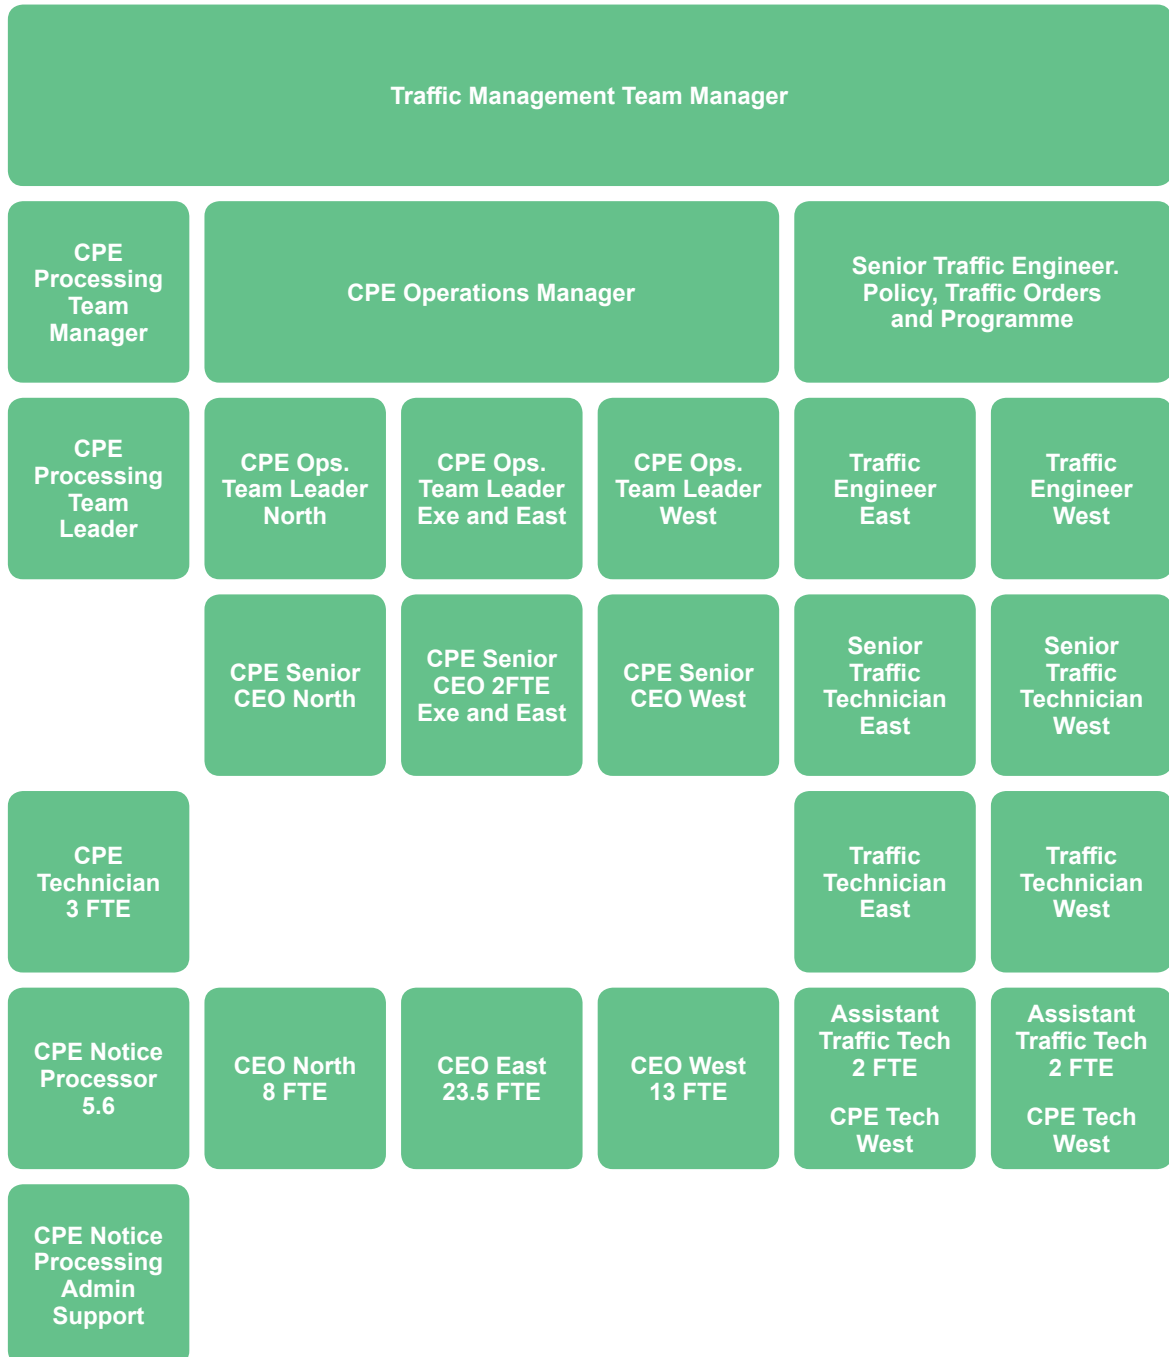 Traffic Management Team Manager
CPE
Processing
Team
Manager
CPE Operations Manager
Senior Traffic Engineer.
Policy, Traffic Orders
and Programme
CPE
Processing
Team
Leader
CPE Ops.
Team Leader
North
CPE Ops.
Team Leader
Exe and East
CPE Ops.
Team Leader
West
Traffic
Engineer
East
Traffic
Engineer
West
CPE Senior
CEO North
CPE Senior
CEO 2FTE
Exe and East
CPE Senior
CEO West
Senior
Traffic
Technician
East
Senior
Traffic
Technician
West
CPE
Technician
3 FTE
Traffic
Technician
East
Traffic
Technician
West
CPE Notice
Processor
5.6
CEO North
8 FTE
CEO East
23.5 FTE
CEO West
13 FTE
Assistant
Traffic Tech
2 FTE
CPE Tech
West
Assistant
Traffic Tech
2 FTE
CPE Tech
West
CPE Notice
Processing
Admin
Support